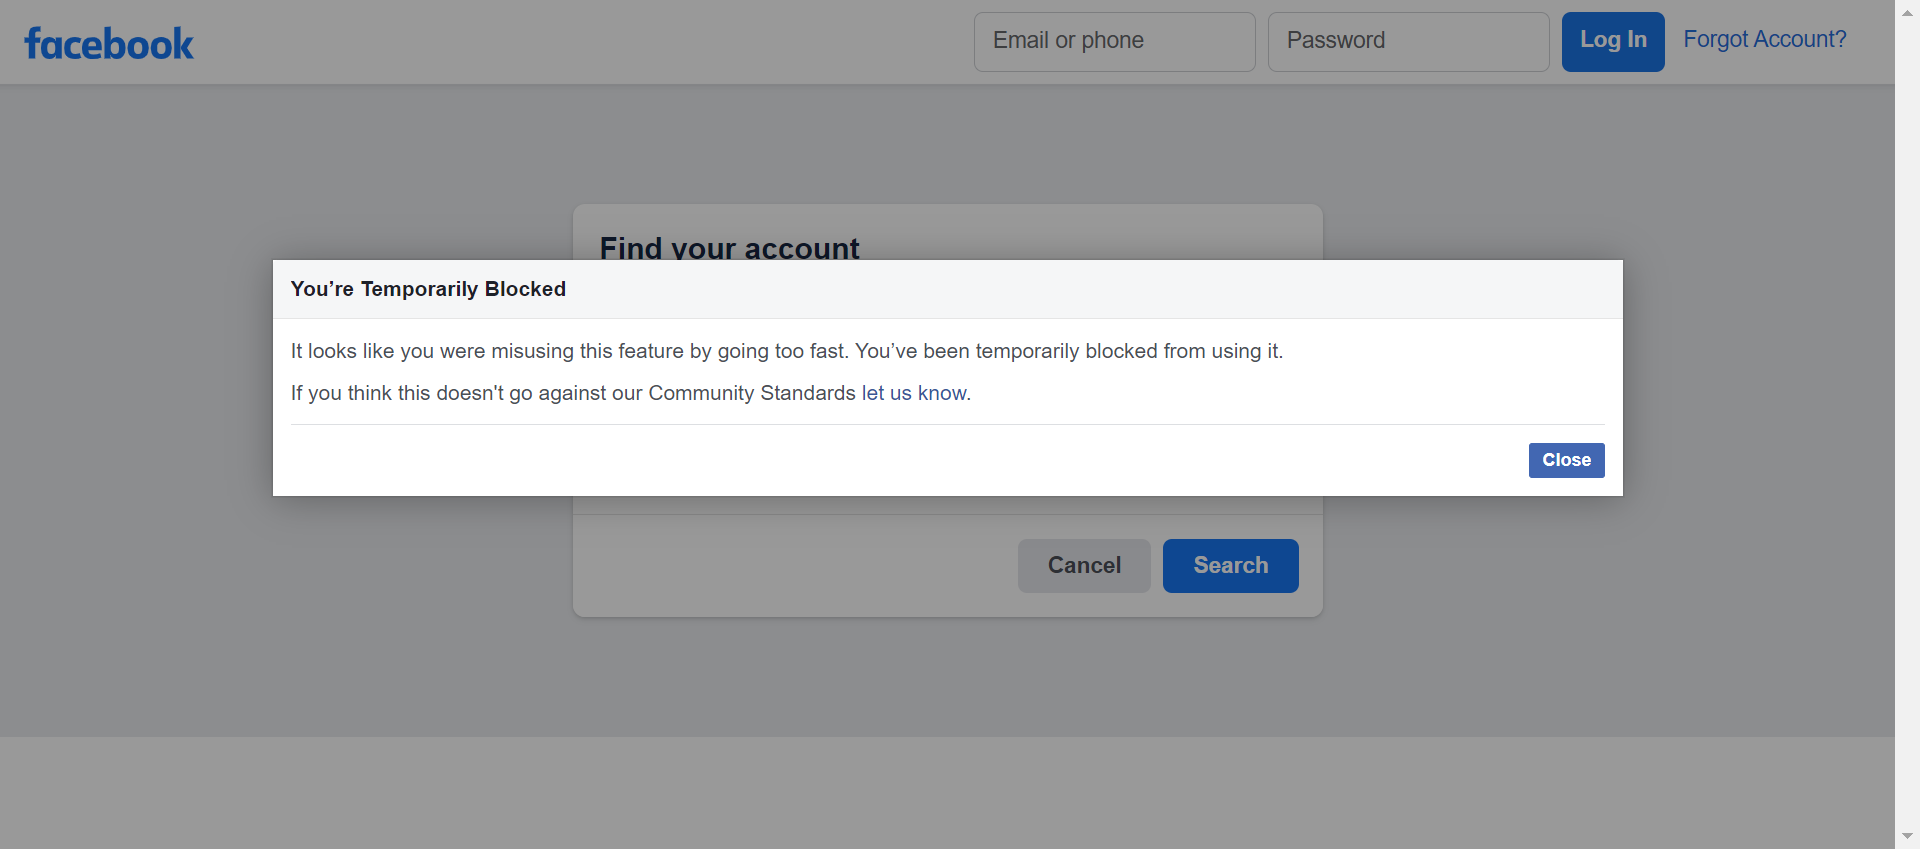 facebook
Email or phone
Password
Log In
Forgot Account?
Find your account
You’re Temporarily Blocked
It looks like you were misusing this feature by going too fast. You’ve been temporarily blocked from using it.
If you think this doesn't go against our Community Standards let us know.
Close
Cancel
Search